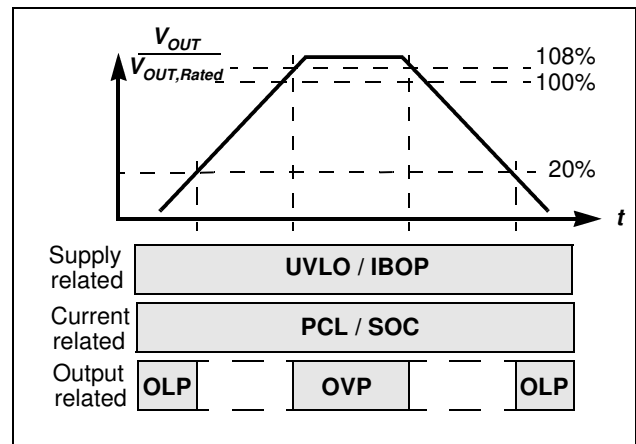 V_OUT
V_OUT,Rated
108%
100%
20%
t
Supply related
UVLO / IBOP
Current related
PCL / SOC
Output related
OLP
OVP
OLP